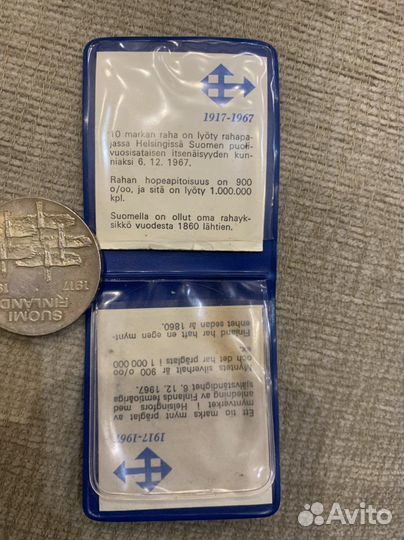 1917-1967
10 markan raha on lyöty rahapa-
jassa Helsingissä Suomen puoli-
vuosisataisen itsenäisyyden kun-
niaksi 6. 12. 1967.
Rahan hopeapitoisuus on 900
o/oo, ja sitä on lyöty 1.000.000
kpl.
Suomella on ollut oma rahayk-
sikkö vuodesta 1860 lähtien.
1917-1967
Ett tio marks mynt präglat av
myntverket i Helsingfors med
anledning av Finlands femtioåriga
självständighet 6. 12. 1967.
Myntets silverhalt är 900 o/oo
och det har präglats i 1 000 000
ex.
Finland har haft en egen mynt-
enhet sedan år 1860.
1917
SUOMI
FINLAND
Avito